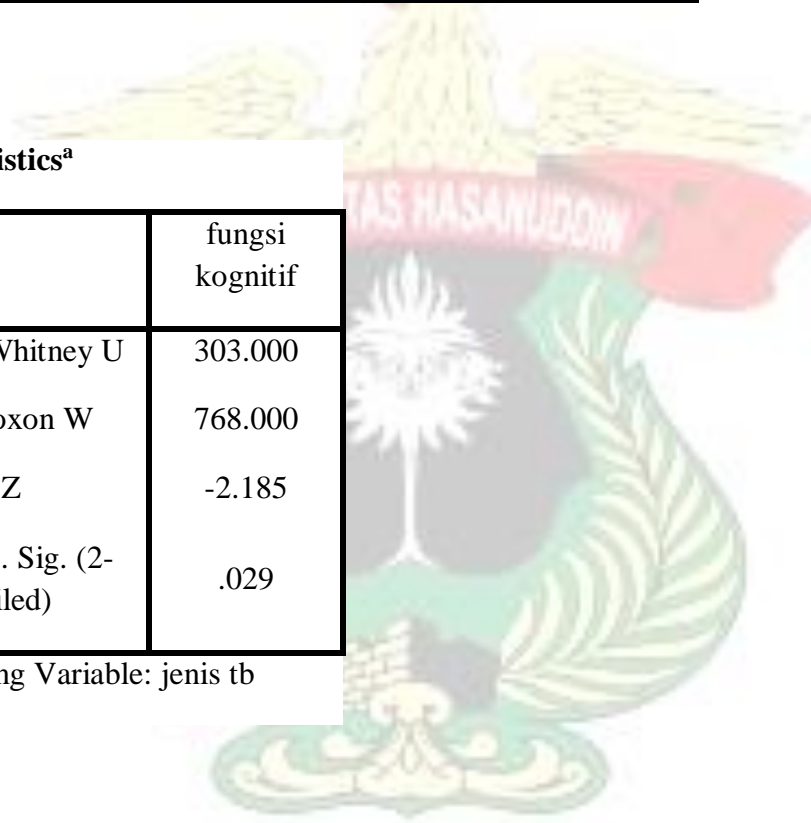 istics^a
TAS HASANUDDIN
fungsi
kognitif
Whitney U 303.000
oxon W 768.000
Z -2.185
. Sig. (2-
iled) .029
ng Variable: jenis tb